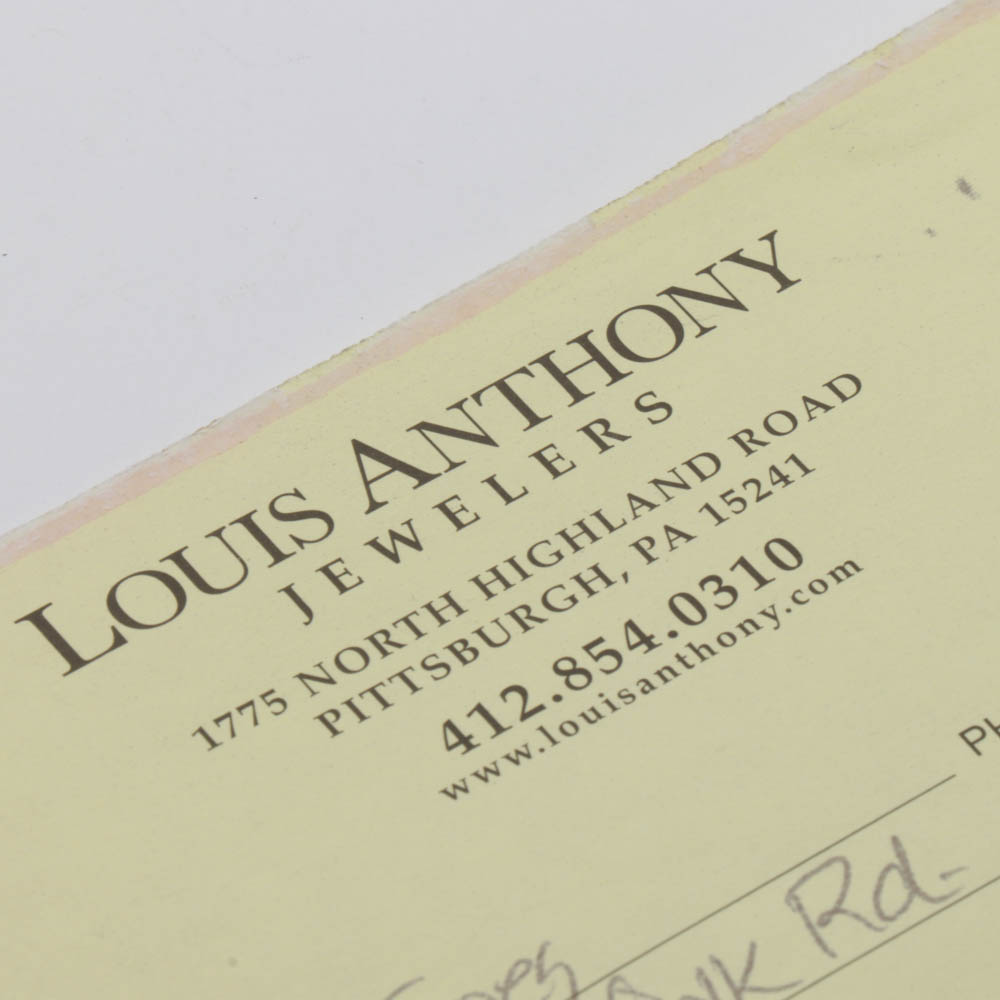 LOUIS ANTHONY
JEWELERS
1775 NORTH HIGHLAND ROAD
PITTSBURGH, PA 15241
412.854.0310
www.louisanthony.com
Rd.